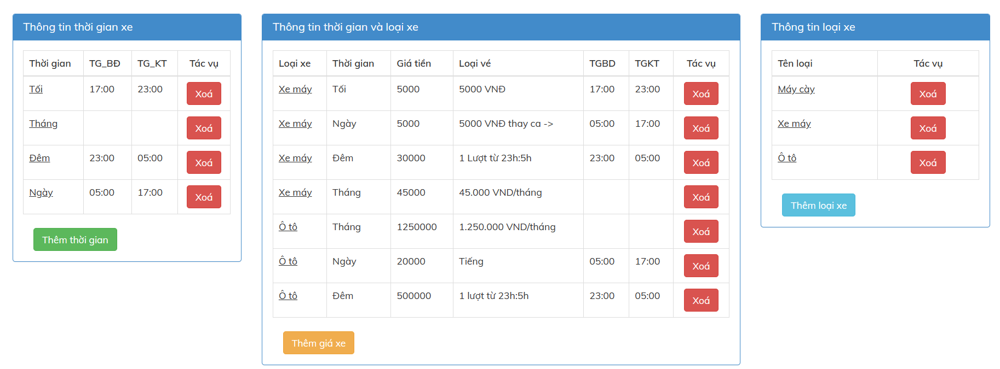 Thông tin thời gian xe
Thời gian TG_BĐ TG_KT Tác vụ
Tối 17:00 23:00 Xoá
Tháng Xoá
Đêm 23:00 05:00 Xoá
Ngày 05:00 17:00 Xoá
Thêm thời gian
Thông tin thời gian và loại xe
Loại xe Thời gian Giá tiền Loại vé TGBD TGKT Tác vụ
Xe máy Tối 5000 5000 VNĐ 17:00 23:00 Xoá
Xe máy Ngày 5000 5000 VNĐ thay ca -> 05:00 17:00 Xoá
Xe máy Đêm 30000 1 Lượt từ 23h:5h 23:00 05:00 Xoá
Xe máy Tháng 45000 45.000 VND/tháng Xoá
Ô tô Tháng 1250000 1.250.000 VND/tháng Xoá
Ô tô Ngày 20000 Tiếng 05:00 17:00 Xoá
Ô tô Đêm 500000 1 lượt từ 23h:5h 23:00 05:00 Xoá
Thêm giá xe
Thông tin loại xe
Tên loại Tác vụ
Máy cày Xoá
Xe máy Xoá
Ô tô Xoá
Thêm loại xe